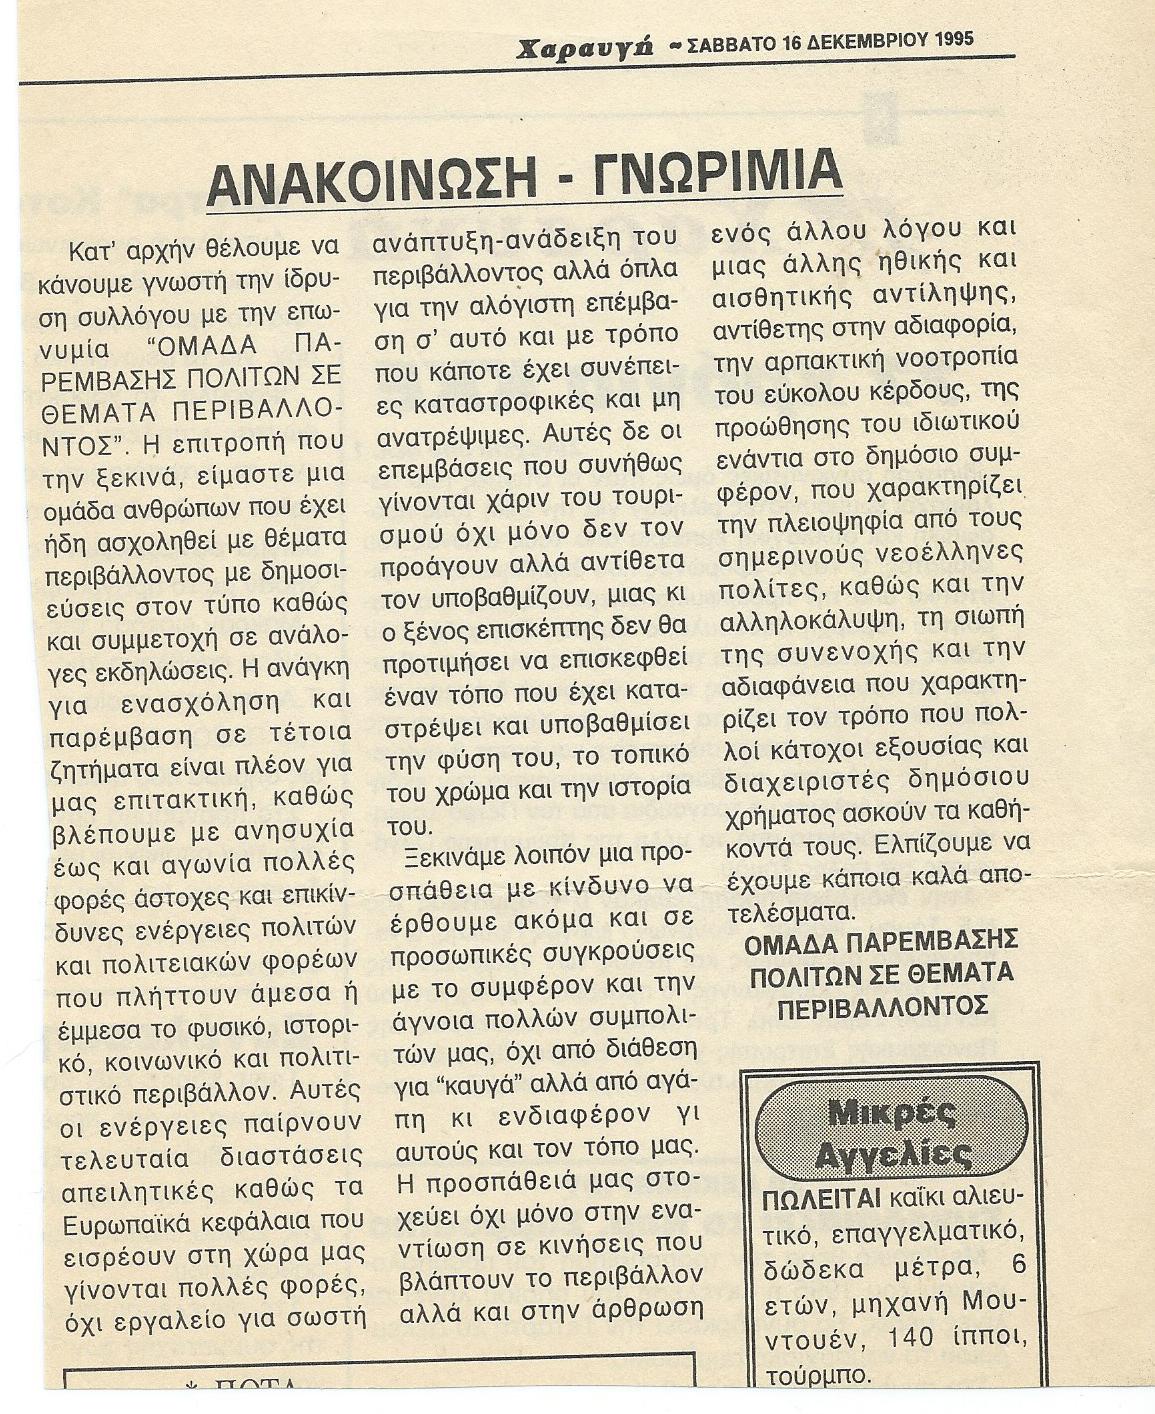 Χαραυγή ~ ΣΑΒΒΑΤΟ 16 ΔΕΚΕΜΒΡΙΟΥ 1995
ΑΝΑΚΟΙΝΩΣΗ - ΓΝΩΡΙΜΙΑ
Κατ' αρχήν θέλουμε να
κάνουμε γνωστή την ίδρυ-
ση συλλόγου με την επω-
νυμία “ΟΜΑΔΑ ΠΑ-
ΡΕΜΒΑΣΗΣ ΠΟΛΙΤΩΝ ΣΕ
ΘΕΜΑΤΑ ΠΕΡΙΒΑΛΛΟ-
ΝΤΟΣ”. Η επιτροπή που
την ξεκινά, είμαστε μια
ομάδα ανθρώπων που έχει
ήδη ασχοληθεί με θέματα
περιβάλλοντος με δημοσι-
εύσεις στον τύπο καθώς
και συμμετοχή σε ανάλο-
γες εκδηλώσεις. Η ανάγκη
για ενασχόληση και
παρέμβαση σε τέτοια
ζητήματα είναι πλέον για
μας επιτακτική, καθώς
βλέπουμε με ανησυχία
έως και αγωνία πολλές
φορές άστοχες και επικίν-
δυνες ενέργειες πολιτών
και πολιτειακών φορέων
που πλήττουν άμεσα ή
έμμεσα το φυσικό, ιστορι-
κό, κοινωνικό και πολιτι-
στικό περιβάλλον. Αυτές
οι ενέργειες παίρνουν
τελευταία διαστάσεις
απειλητικές καθώς τα
Ευρωπαϊκά κεφάλαια που
εισρέουν στη χώρα μας
γίνονται πολλές φορές,
όχι εργαλείο για σωστή
ανάπτυξη-ανάδειξη του
περιβάλλοντος αλλά όπλα
για την αλόγιστη επέμβα-
ση σ' αυτό και με τρόπο
που κάποτε έχει συνέπει-
ες καταστροφικές και μη
ανατρέψιμες. Αυτές δε οι
επεμβάσεις που συνήθως
γίνονται χάριν του τουρι-
σμού όχι μόνο δεν τον
προάγουν αλλά αντίθετα
τον υποβαθμίζουν, μιας κι
ο ξένος επισκέπτης δεν θα
προτιμήσει να επισκεφθεί
έναν τόπο που έχει κατα-
στρέψει και υποβαθμίσει
την φύση του, το τοπικό
του χρώμα και την ιστορία
του.
Ξεκινάμε λοιπόν μια προ-
σπάθεια με κίνδυνο να
έρθουμε ακόμα και σε
προσωπικές συγκρούσεις
με το συμφέρον και την
άγνοια πολλών συμπολι-
τών μας, όχι από διάθεση
για “καυγά” αλλά από αγά-
πη κι ενδιαφέρον γι
αυτούς και τον τόπο μας.
Η προσπάθειά μας στο-
χεύει όχι μόνο στην ενα-
ντίωση σε κινήσεις που
βλάπτουν το περιβάλλον
αλλά και στην άρθρωση
ενός άλλου λόγου και
μιας άλλης ηθικής και
αισθητικής αντίληψης,
αντίθετης στην αδιαφορία,
την αρπακτική νοοτροπία
του εύκολου κέρδους, της
προώθησης του ιδιωτικού
ενάντια στο δημόσιο συμ-
φέρον, που χαρακτηρίζει
την πλειοψηφία από τους
σημερινούς νεοέλληνες
πολίτες, καθώς και την
αλληλοκάλυψη, τη σιωπή
της συνενοχής και την
αδιαφάνεια που χαρακτη-
ρίζει τον τρόπο που πολ-
λοί κάτοχοι εξουσίας και
διαχειριστές δημόσιου
χρήματος ασκούν τα καθή-
κοντά τους. Ελπίζουμε να
έχουμε κάποια καλά απο-
τελέσματα.
ΟΜΑΔΑ ΠΑΡΕΜΒΑΣΗΣ
ΠΟΛΙΤΩΝ ΣΕ ΘΕΜΑΤΑ
ΠΕΡΙΒΑΛΛΟΝΤΟΣ
Μικρές
Αγγελίες
ΠΩΛΕΙΤΑΙ καΐκι αλιευ-
τικό, επαγγελματικό,
δώδεκα μέτρα, 6
ετών, μηχανή Μου-
ντουέν, 140 ίπποι,
τούρμπο.